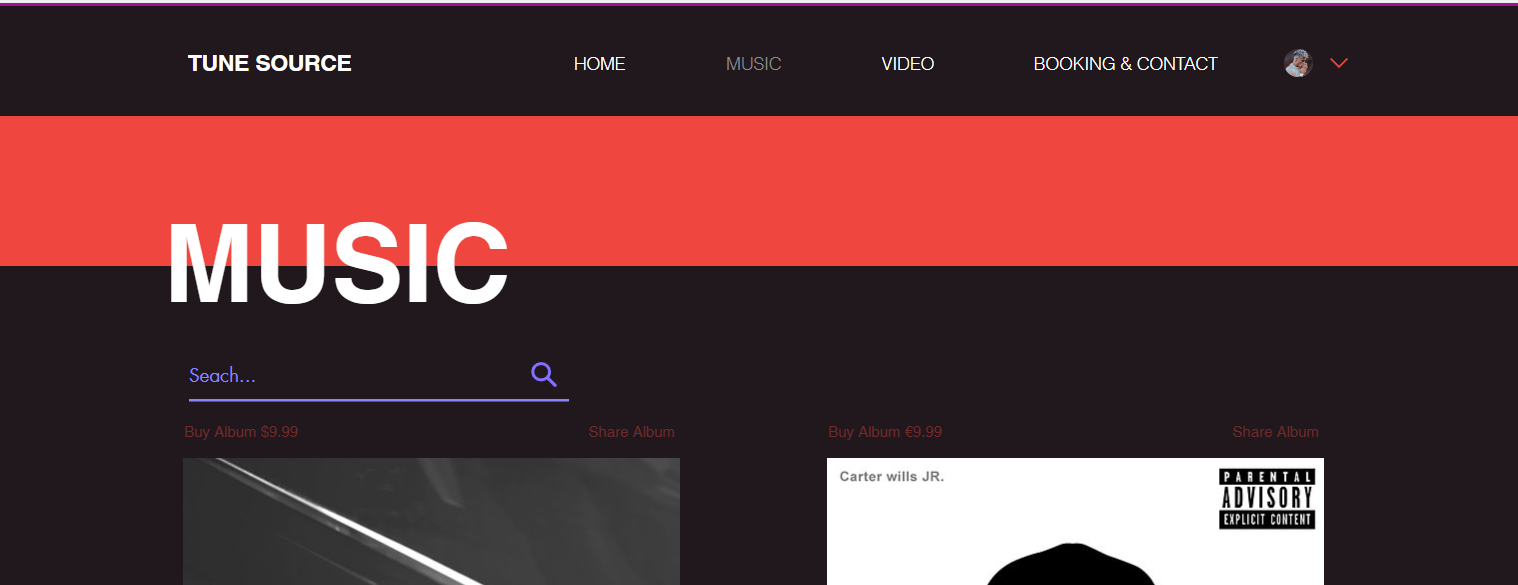 TUNE SOURCE
HOME
MUSIC
VIDEO
BOOKING & CONTACT
MUSIC
Seach...
Buy Album $9.99
Share Album
Buy Album €9.99
Share Album
Carter wills JR.
PARENTAL
ADVISORY
EXPLICIT CONTENT